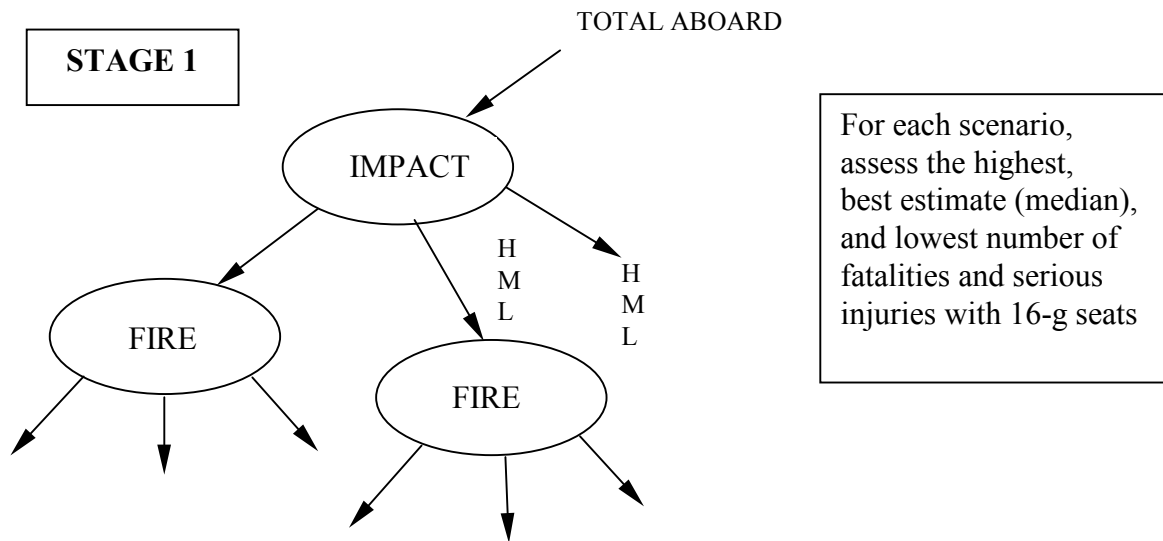 TOTAL ABOARD
STAGE 1
IMPACT
For each scenario,
assess the highest,
best estimate (median),
and lowest number of
fatalities and serious
injuries with 16-g seats
H
M
L
H
M
L
FIRE
FIRE